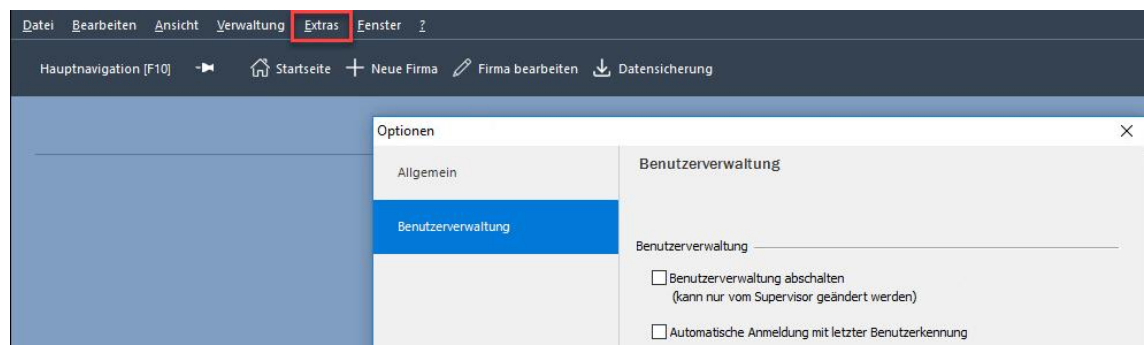 Datei Bearbeiten Ansicht Verwaltung Extras Fenster ?
Hauptnavigation [F10] Startseite Neue Firma Firma bearbeiten Datensicherung
Optionen
Allgemein
Benutzerverwaltung
Benutzerverwaltung
Benutzerverwaltung
Benutzerverwaltung abschalten
(kann nur vom Supervisor geändert werden)
Automatische Anmeldung mit letzter Benutzerkennung